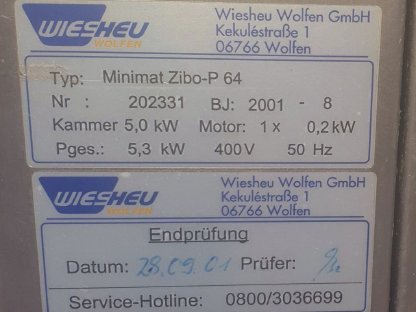 WIESHEU
WOLFEN
Wiesheu Wolfen GmbH
Kekuléstraße 1
06766 Wolfen
Typ: Minimat Zibo-P 64
Nr : 202331 BJ: 2001 - 8
Kammer 5,0 kW Motor: 1 x 0,2 kW
Pges.: 5,3 kW 400 V 50 Hz
WIESHEU
WOLFEN
Wiesheu Wolfen GmbH
Kekuléstraße 1
06766 Wolfen
Endprüfung
Datum: 28.09.01 Prüfer:
Service-Hotline: 0800/3036699